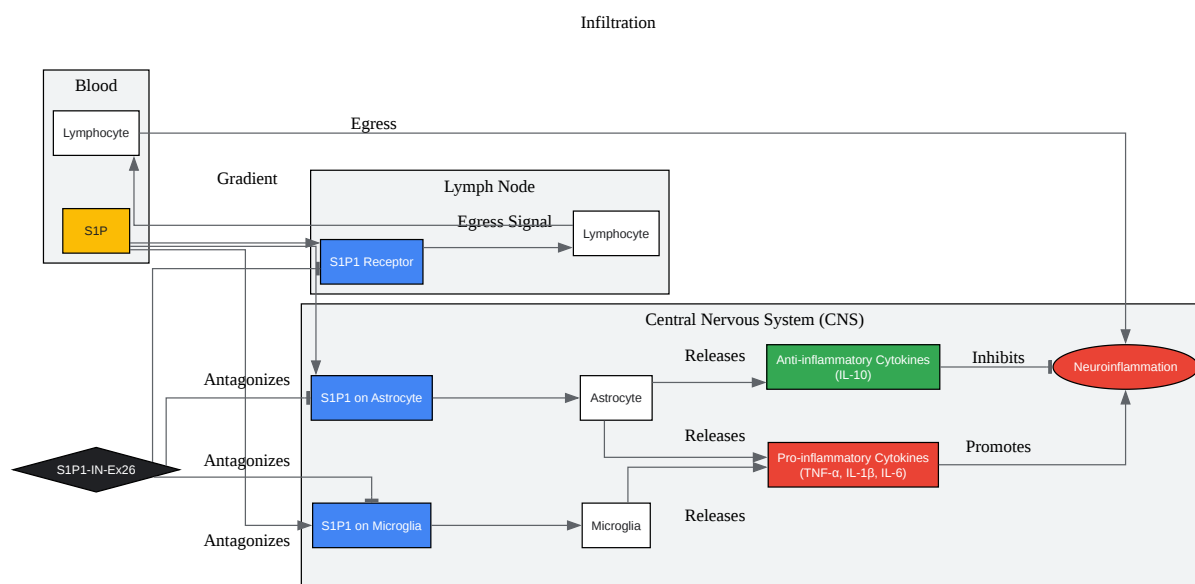 Infiltration
Blood
Lymphocyte
Egress
Gradient
Lymph Node
S1P
Egress Signal
Lymphocyte
S1P1 Receptor
Central Nervous System (CNS)
Releases
Anti-inflammatory Cytokines
(IL-10)
Inhibits
Neuroinflammation
Antagonizes
S1P1 on Astrocyte
Astrocyte
Releases
Pro-inflammatory Cytokines
(TNF-α, IL-1β, IL-6)
Promotes
S1P1-IN-Ex26
Antagonizes
S1P1 on Microglia
Microglia
Releases
Antagonizes